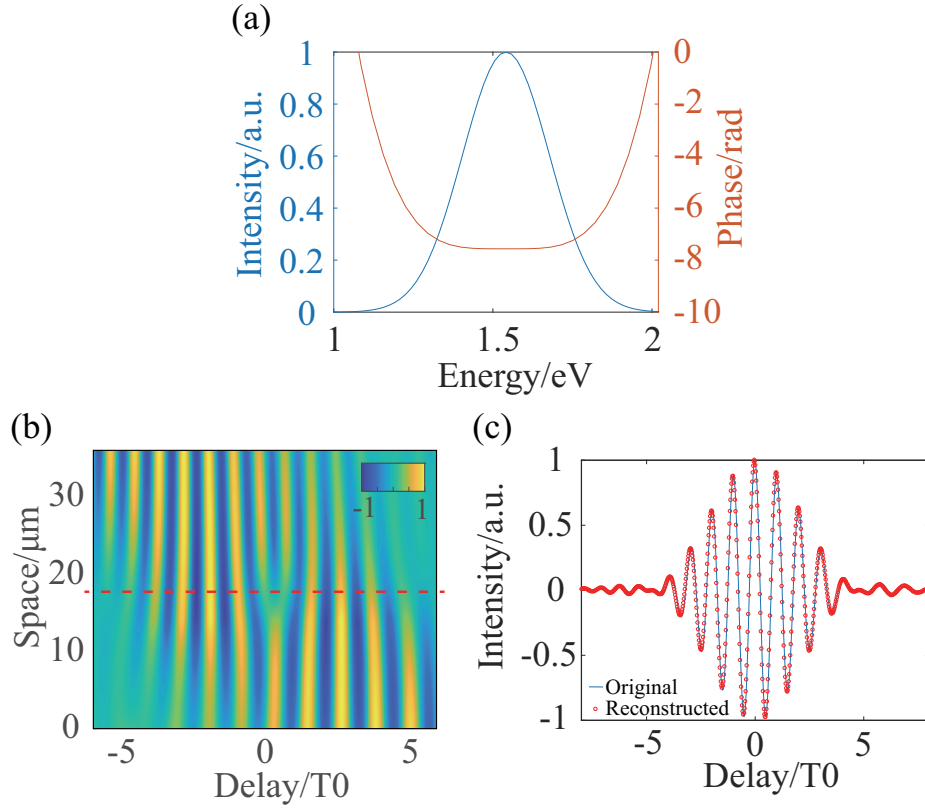 (a)
1
0.8
0.6
0.4
0.2
0
Intensity/a.u.
0
-2
-4
-6
-8
-10
Phase/rad
1
1.5
2
Energy/eV
(b)
30
20
10
0
Space/μm
-1
1
-5
0
5
Delay/T0
(c)
1
0.5
0
-0.5
-1
Intensity/a.u.
Original
Reconstructed
-5
0
5
Delay/T0